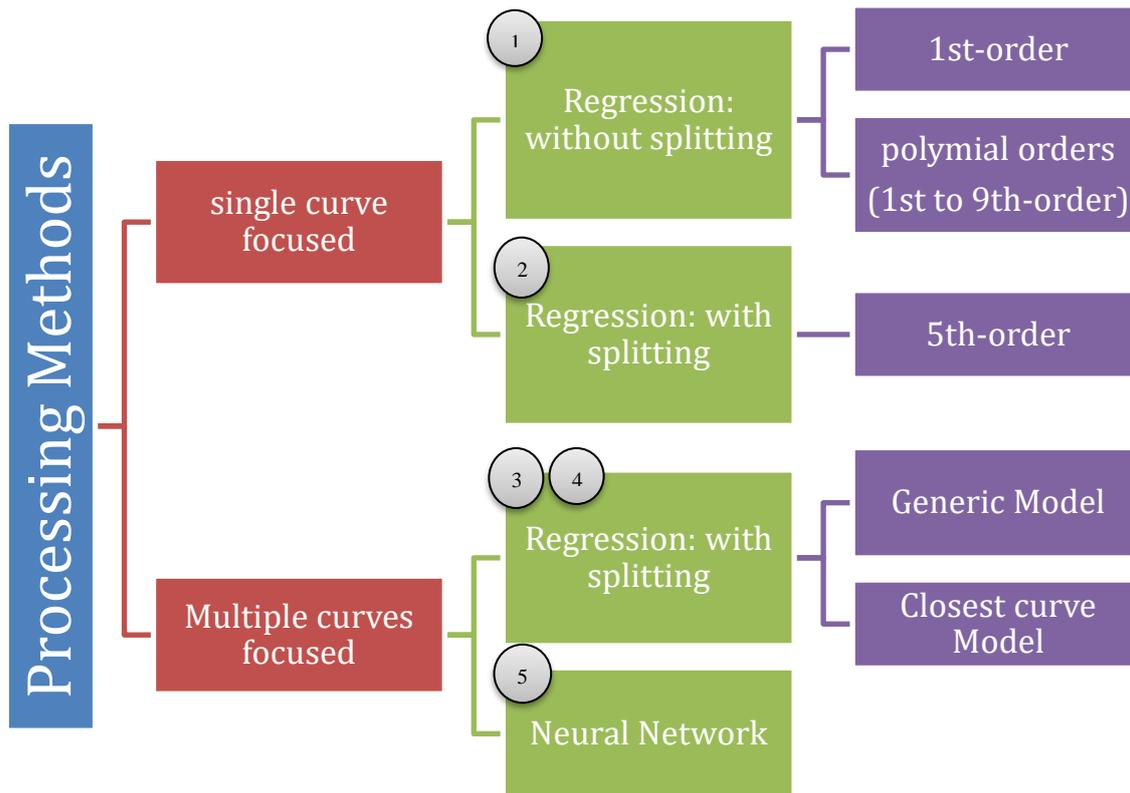 Processing Methods
single curve
focused
Multiple curves
focused
1
Regression:
without splitting
2
Regression: with
splitting
3
4
Regression: with
splitting
5
Neural Network
1st-order
polymial orders
(1st to 9th-order)
5th-order
Generic Model
Closest curve
Model